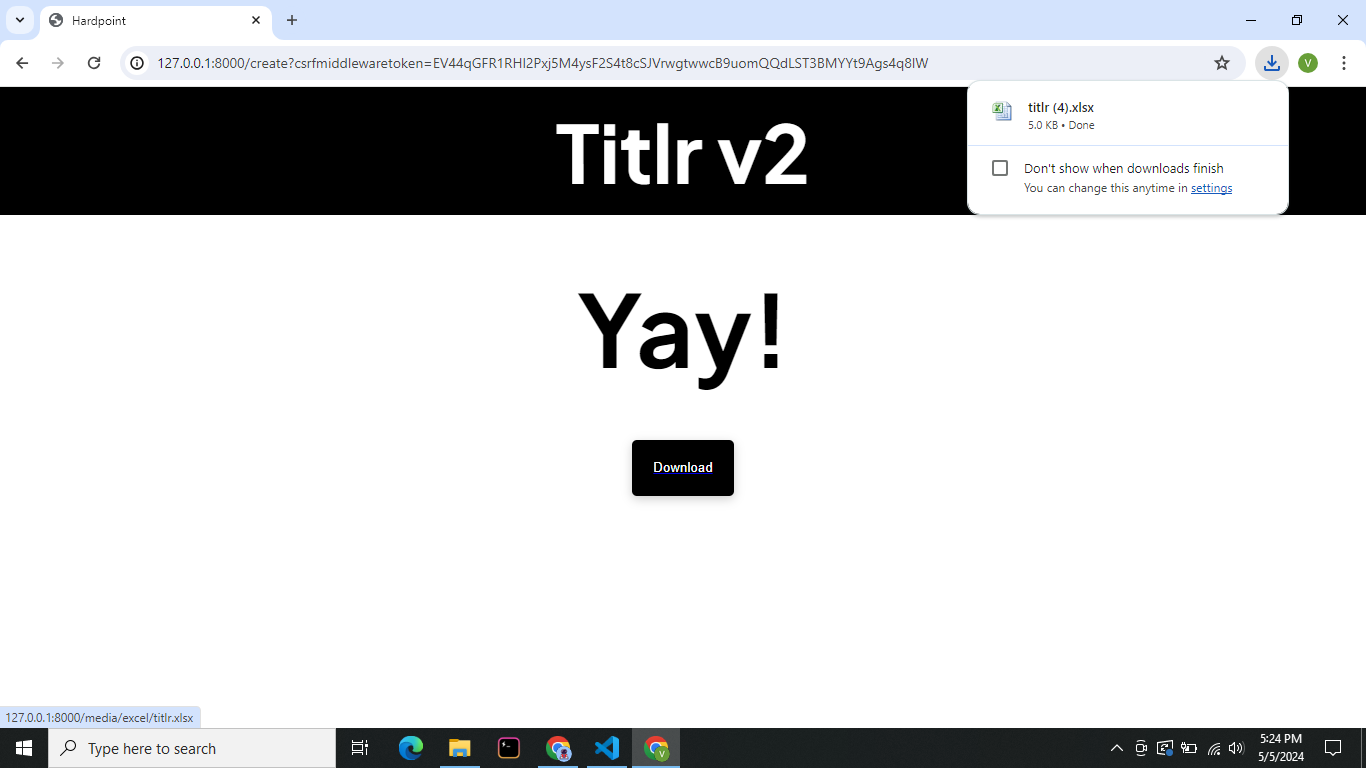 Hardpoint
127.0.0.1:8000/create?csrfmiddlewaretoken=EV44qGFR1RHI2Pxj5M4ysF2S4t8cSJVrwgtwwcB9uomQQdLST3BMYYt9Ags4q8IW
V
titlr (4).xlsx
5.0 KB • Done
Don't show when downloads finish
You can change this anytime in settings
Titlr v2
Yay!
Download
127.0.0.1:8000/media/excel/titlr.xlsx
Type here to search
V
5:24 PM
5/5/2024